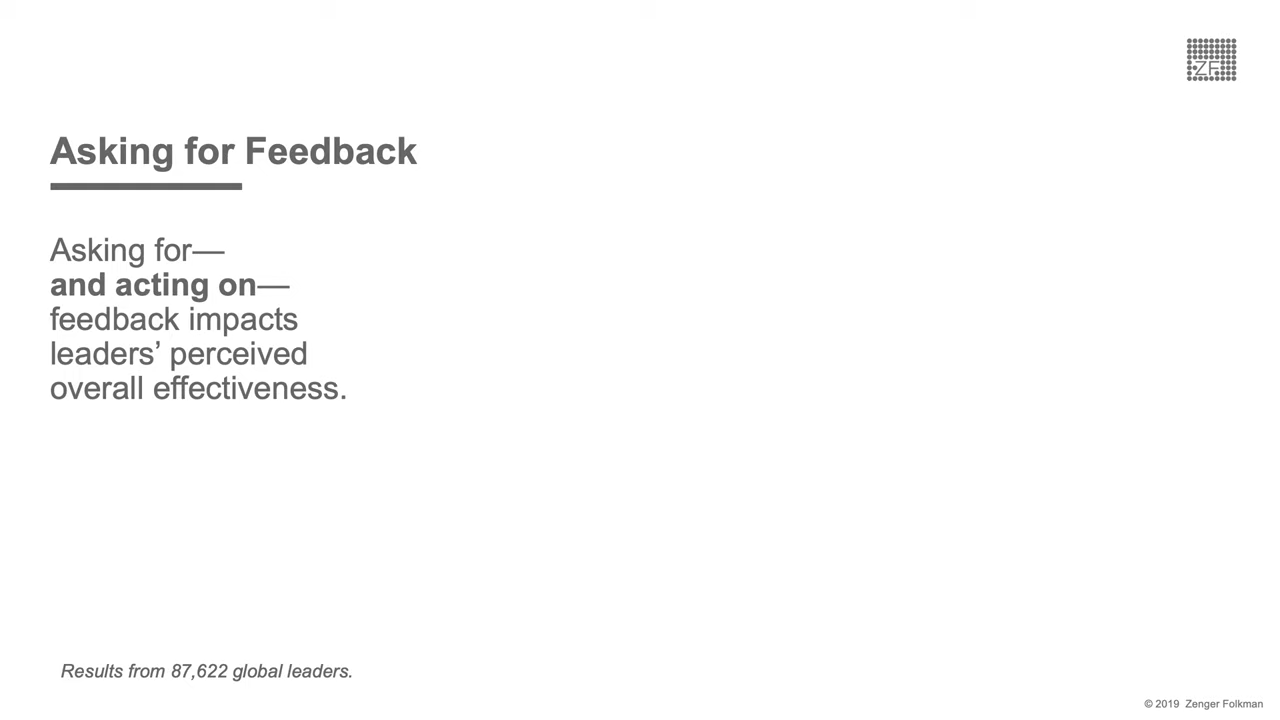 ZF
Asking for Feedback
Asking for—
and acting on—
feedback impacts
leaders’ perceived
overall effectiveness.
Results from 87,622 global leaders.
© 2019 Zenger Folkman